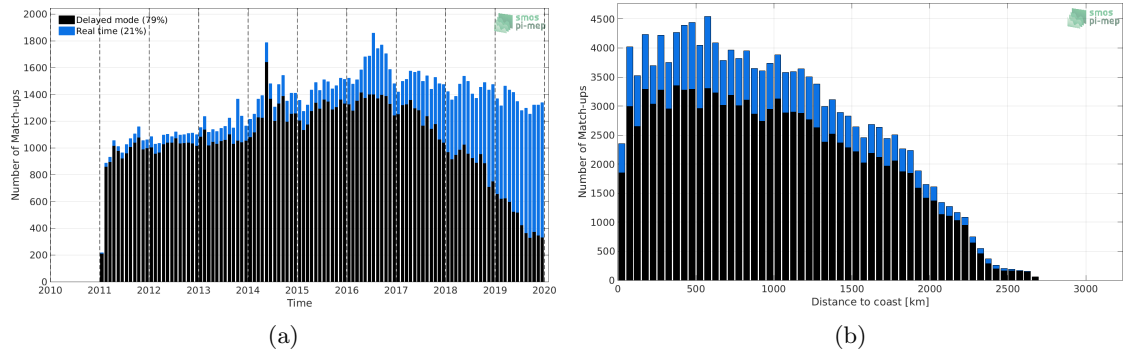 Delayed mode (79%)
Real time (21%)
smos
pi-mep
Number of Match-ups
1800
1600
1400
1200
1000
800
600
400
200
0
2010 2011 2012 2013 2014 2015 2016 2017 2018 2019 2020
Time
(a)
smos
pi-mep
Number of Match-ups
4500
4000
3500
3000
2500
2000
1500
1000
500
0
0 500 1000 1500 2000 2500 3000
Distance to coast [km]
(b)